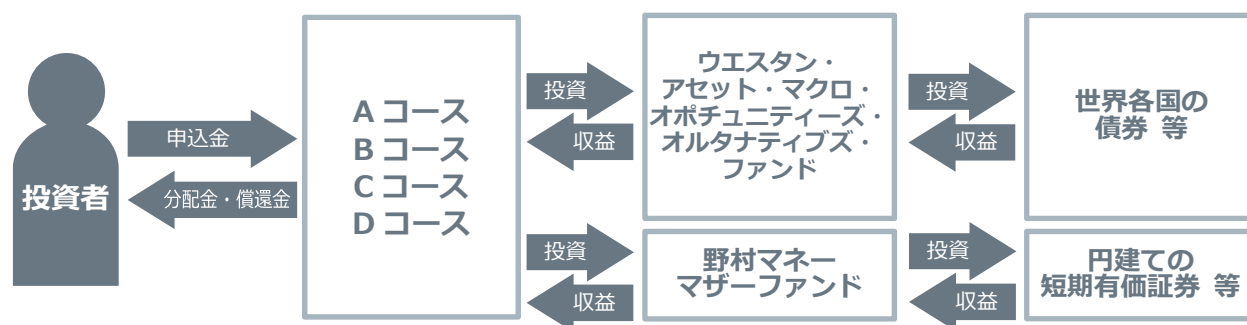 投資者
申込金
分配金・償還金
A コース
B コース
C コース
D コース
投資
収益
ウエスタン・
アセット・マクロ・
オポチュニティーズ・
オルタナティブズ・
ファンド
投資
収益
世界各国の
債券 等
投資
収益
野村マネー
マザーファンド
投資
収益
円建ての
短期有価証券 等